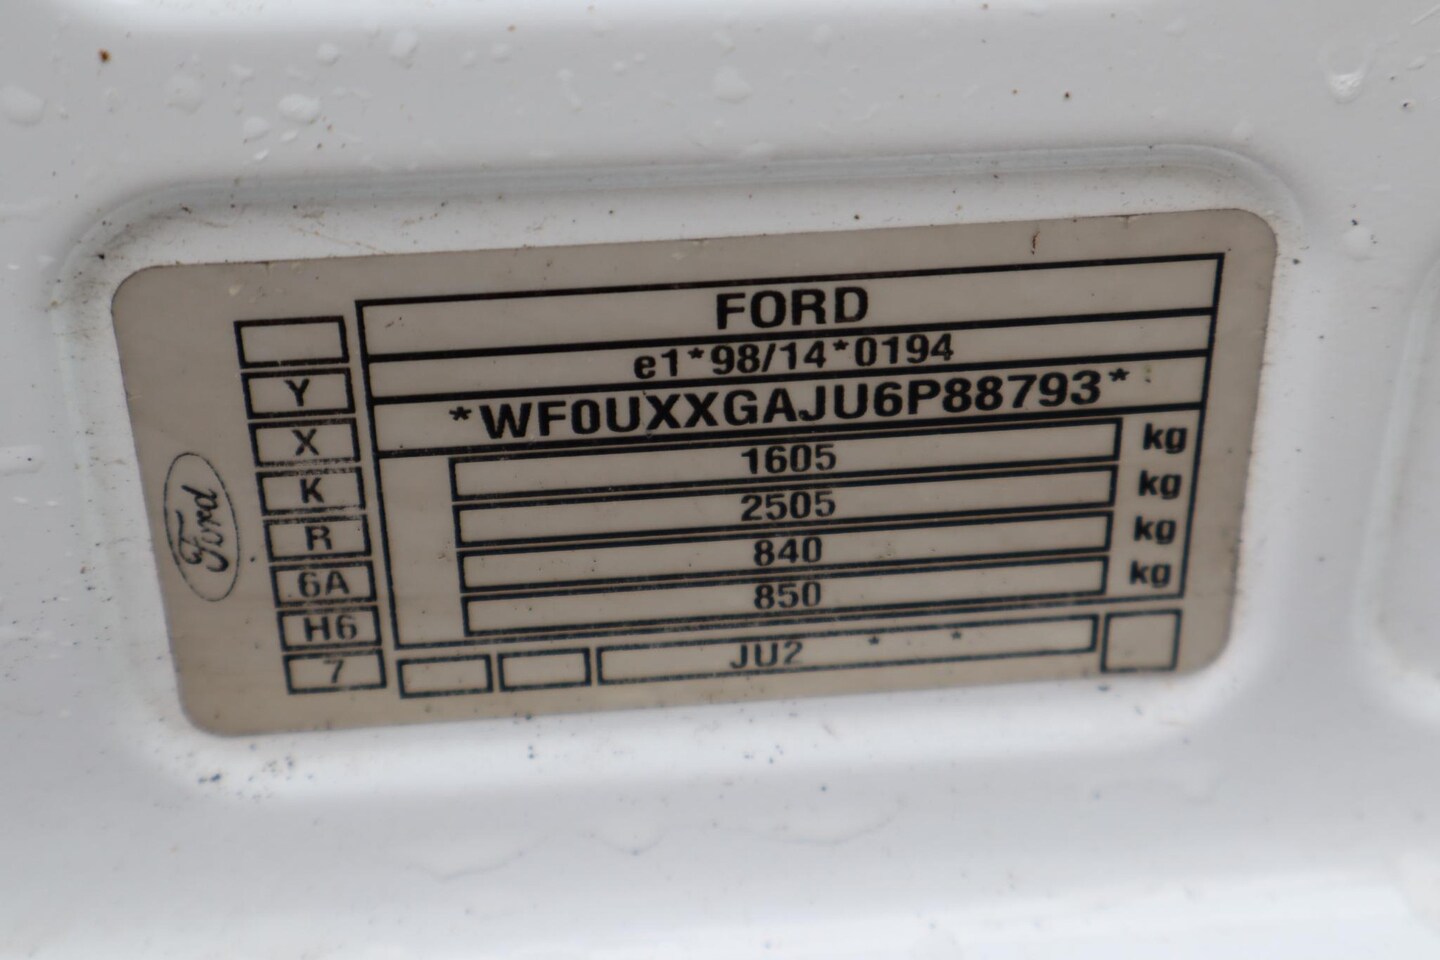 FORD
e1*98/14*0194
*WF0UXXGAJU6P88793*
1605 kg
2505 kg
840 kg
850 kg
JU2 * *
Y
X
K
R
6A
H6
7
Ford